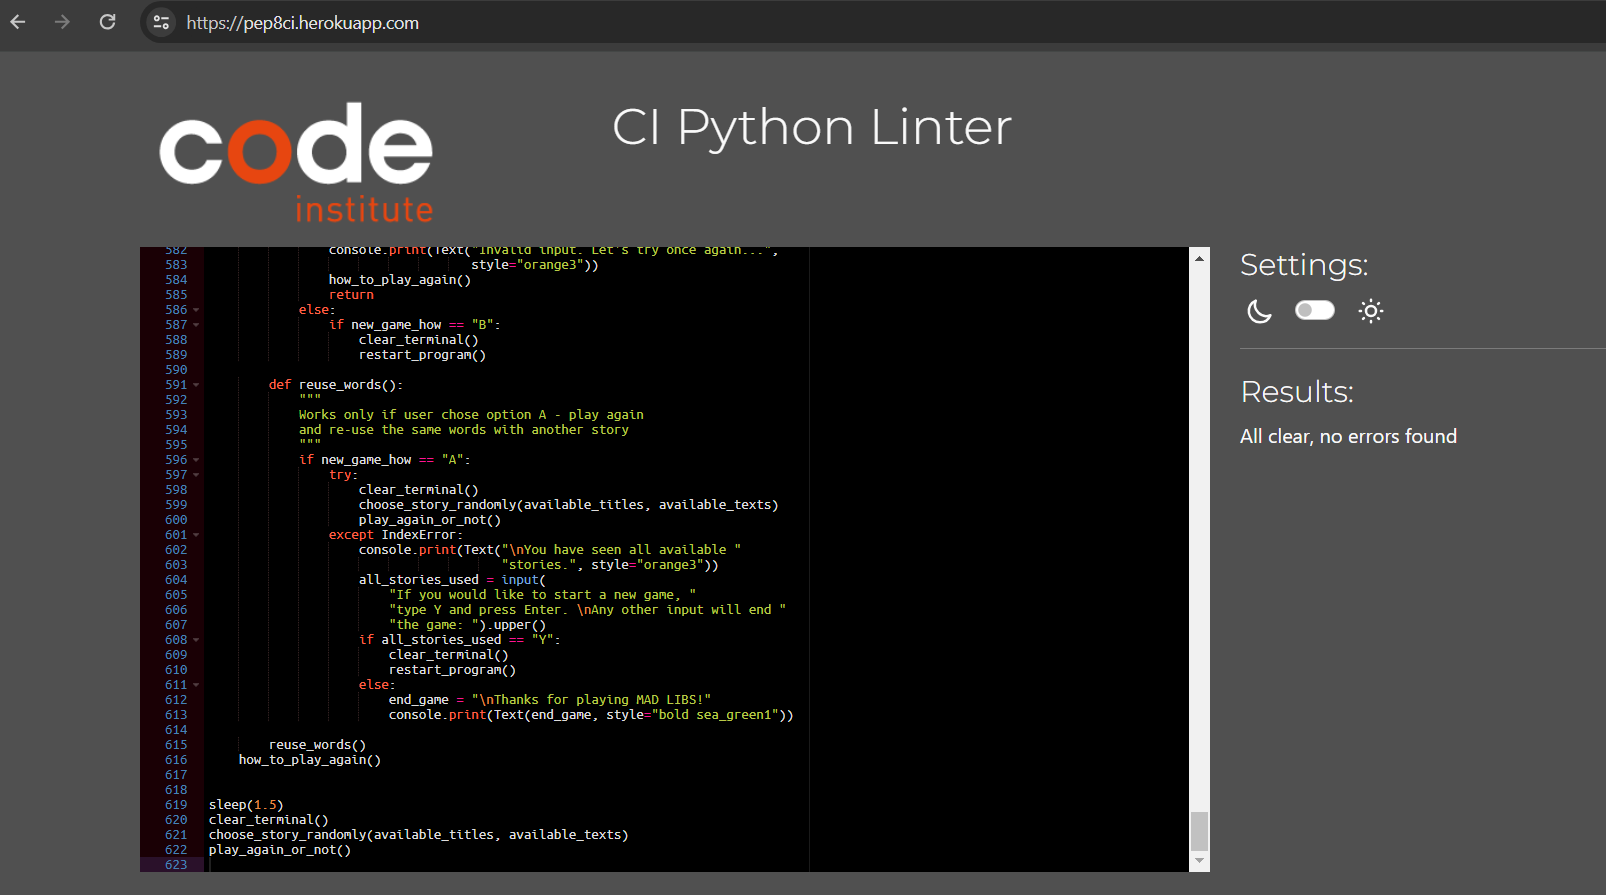 https://pep8ci.herokuapp.com
code
institute
CI Python Linter
582 console.print(Text("Invalid input. Let's try once again...",
583 style="orange3"))
584 how_to_play_again()
585 return
586 else:
587 if new_game_how == "B":
588 clear_terminal()
589 restart_program()
590
591 def reuse_words():
592 """
593 Works only if user chose option A - play again
594 and re-use the same words with another story
595 """
596 if new_game_how == "A":
597 try:
598 clear_terminal()
599 choose_story_randomly(available_titles, available_texts)
600 play_again_or_not()
601 except IndexError:
602 console.print(Text("\nYou have seen all available "
603 "stories.", style="orange3"))
604 all_stories_used = input(
605 "If you would like to start a new game, "
606 "type Y and press Enter. \nAny other input will end "
607 "the game: ").upper()
608 if all_stories_used == "Y":
609 clear_terminal()
610 restart_program()
611 else:
612 end_game = "\nThanks for playing MAD LIBS!"
613 console.print(Text(end_game, style="bold sea_green1"))
614
615 reuse_words()
616 how_to_play_again()
617
618
619 sleep(1.5)
620 clear_terminal()
621 choose_story_randomly(available_titles, available_texts)
622 play_again_or_not()
623
Settings:
Results:
All clear, no errors found